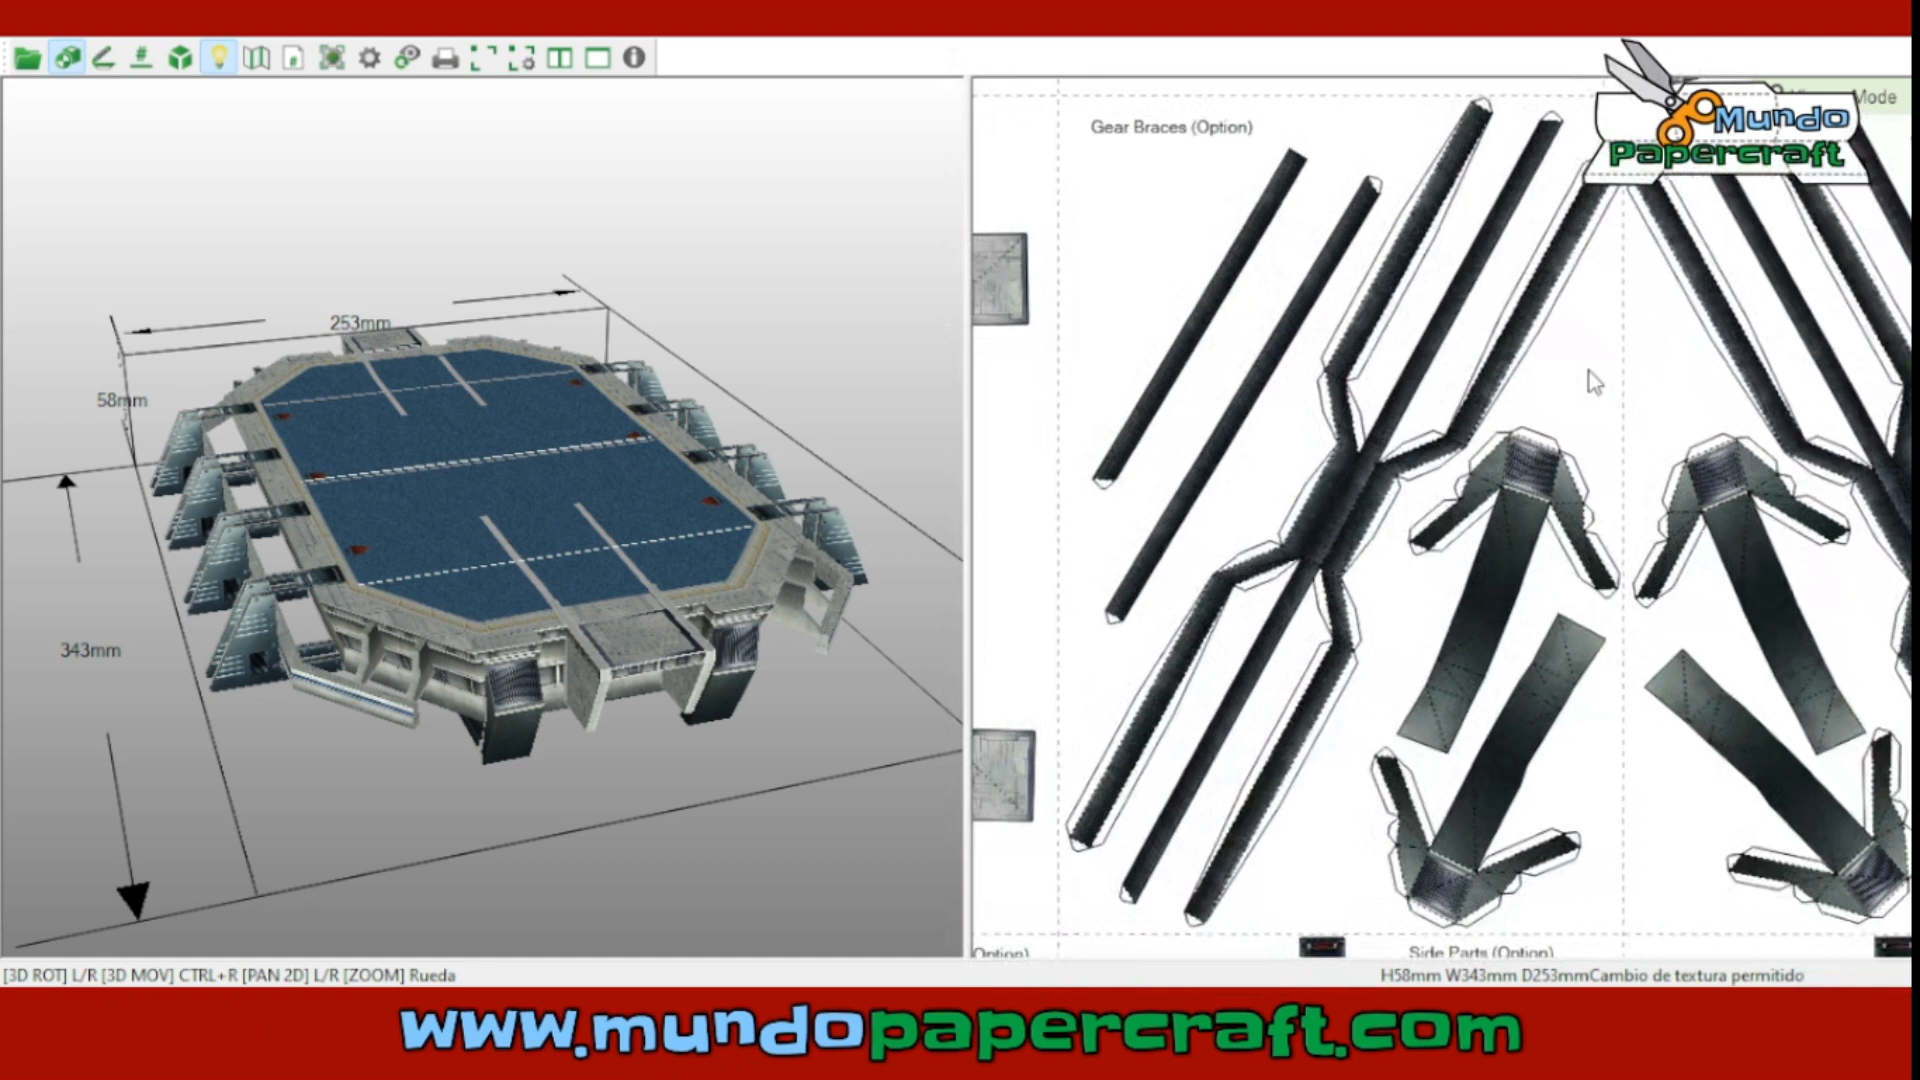 Mode
Mundo
Papercraft
Gear Braces (Option)
253mm
58mm
343mm
Option)
Side Parts (Option)
[3D ROT] L/R [3D MOV] CTRL+R [PAN 2D] L/R [ZOOM] Rueda
H58mm W343mm D253mmCambio de textura permitido
www.mundopapercraft.com